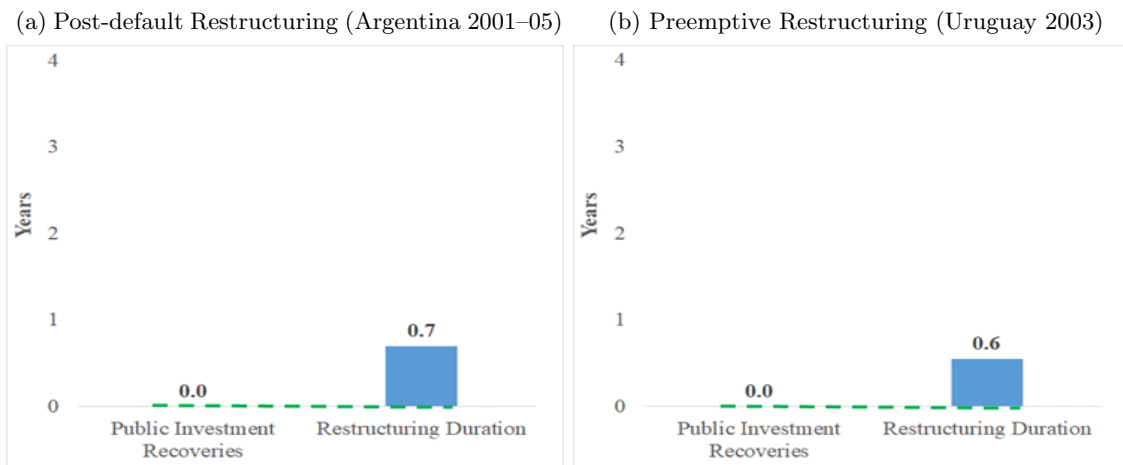 (a) Post-default Restructuring (Argentina 2001–05)
4
3
2
1
0
Years
0.0
0.7
Public Investment
Recoveries
Restructuring Duration
(b) Preemptive Restructuring (Uruguay 2003)
4
3
2
1
0
Years
0.0
0.6
Public Investment
Recoveries
Restructuring Duration